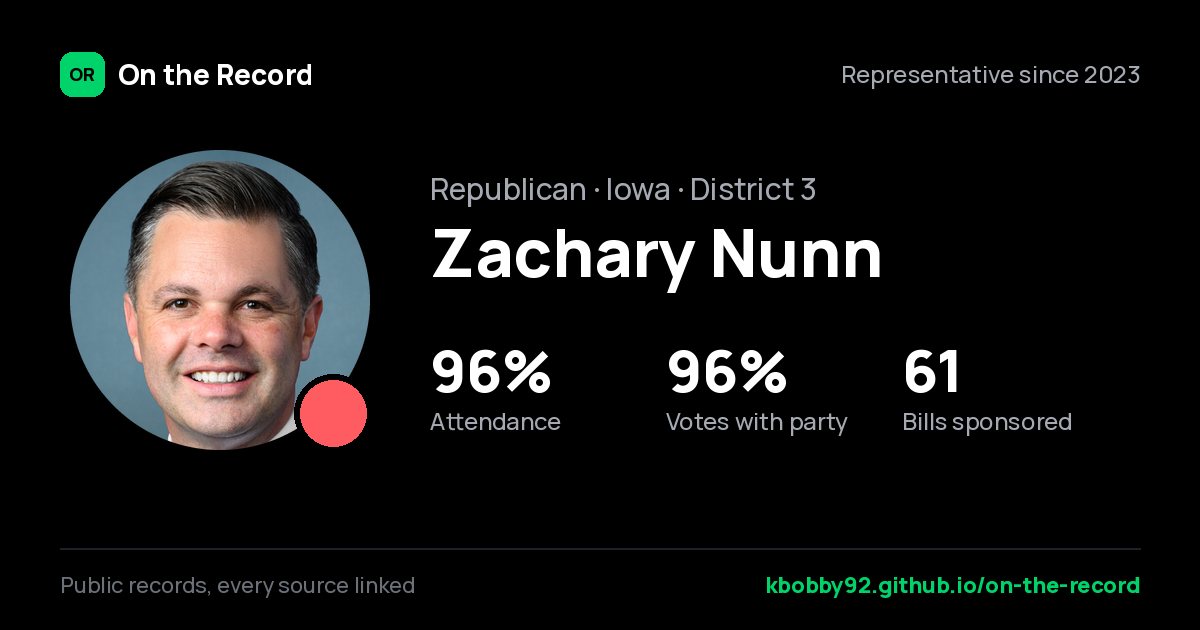 OR On the Record
Representative since 2023
Republican · Iowa · District 3
Zachary Nunn
96% 96% 61
Attendance Votes with party Bills sponsored
Public records, every source linked
kbobby92.github.io/on-the-record